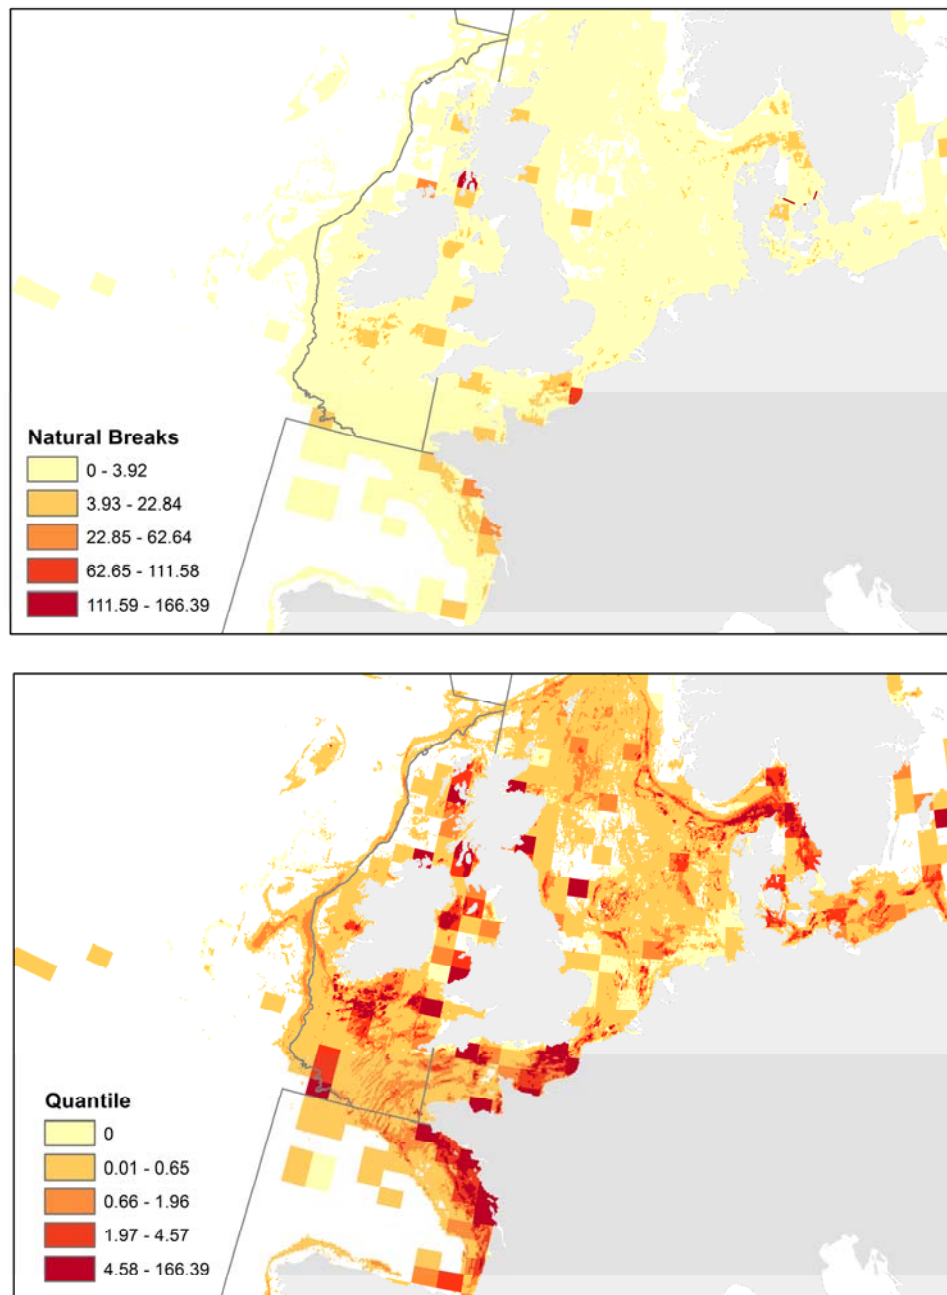 Natural Breaks
0 - 3.92
3.93 - 22.84
22.85 - 62.64
62.65 - 111.58
111.59 - 166.39
Quantile
0
0.01 - 0.65
0.66 - 1.96
1.97 - 4.57
4.58 - 166.39